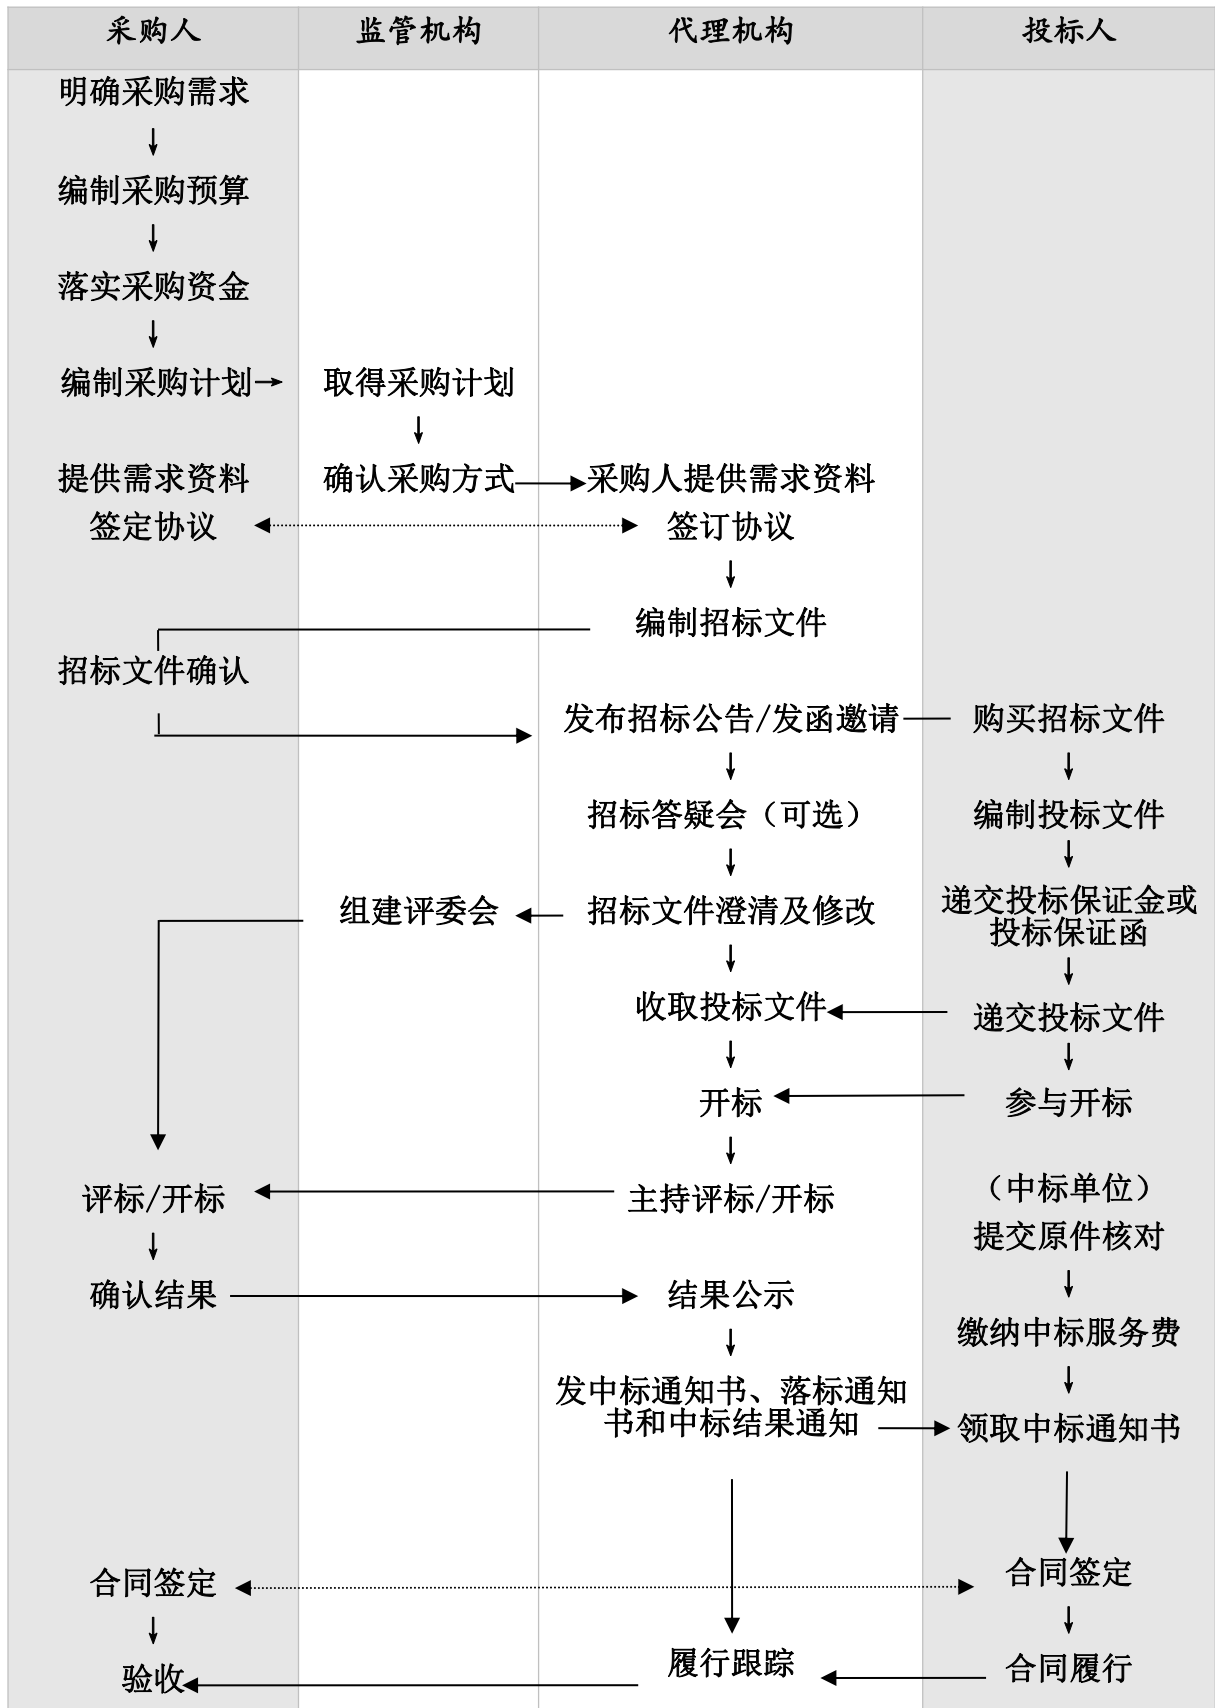 采购人
监管机构
代理机构
投标人
明确采购需求
编制采购预算
落实采购资金
编制采购计划
取得采购计划
提供需求资料
确认采购方式
采购人提供需求资料
签定协议
签订协议
编制招标文件
招标文件确认
发布招标公告/发函邀请
购买招标文件
招标答疑会（可选）
编制投标文件
组建评委会
招标文件澄清及修改
递交投标保证金或
投标保证函
收取投标文件
递交投标文件
开标
参与开标
评标/开标
主持评标/开标
（中标单位）
提交原件核对
确认结果
结果公示
缴纳中标服务费
发中标通知书、落标通知
书和中标结果通知
领取中标通知书
合同签定
合同签定
验收
履行跟踪
合同履行